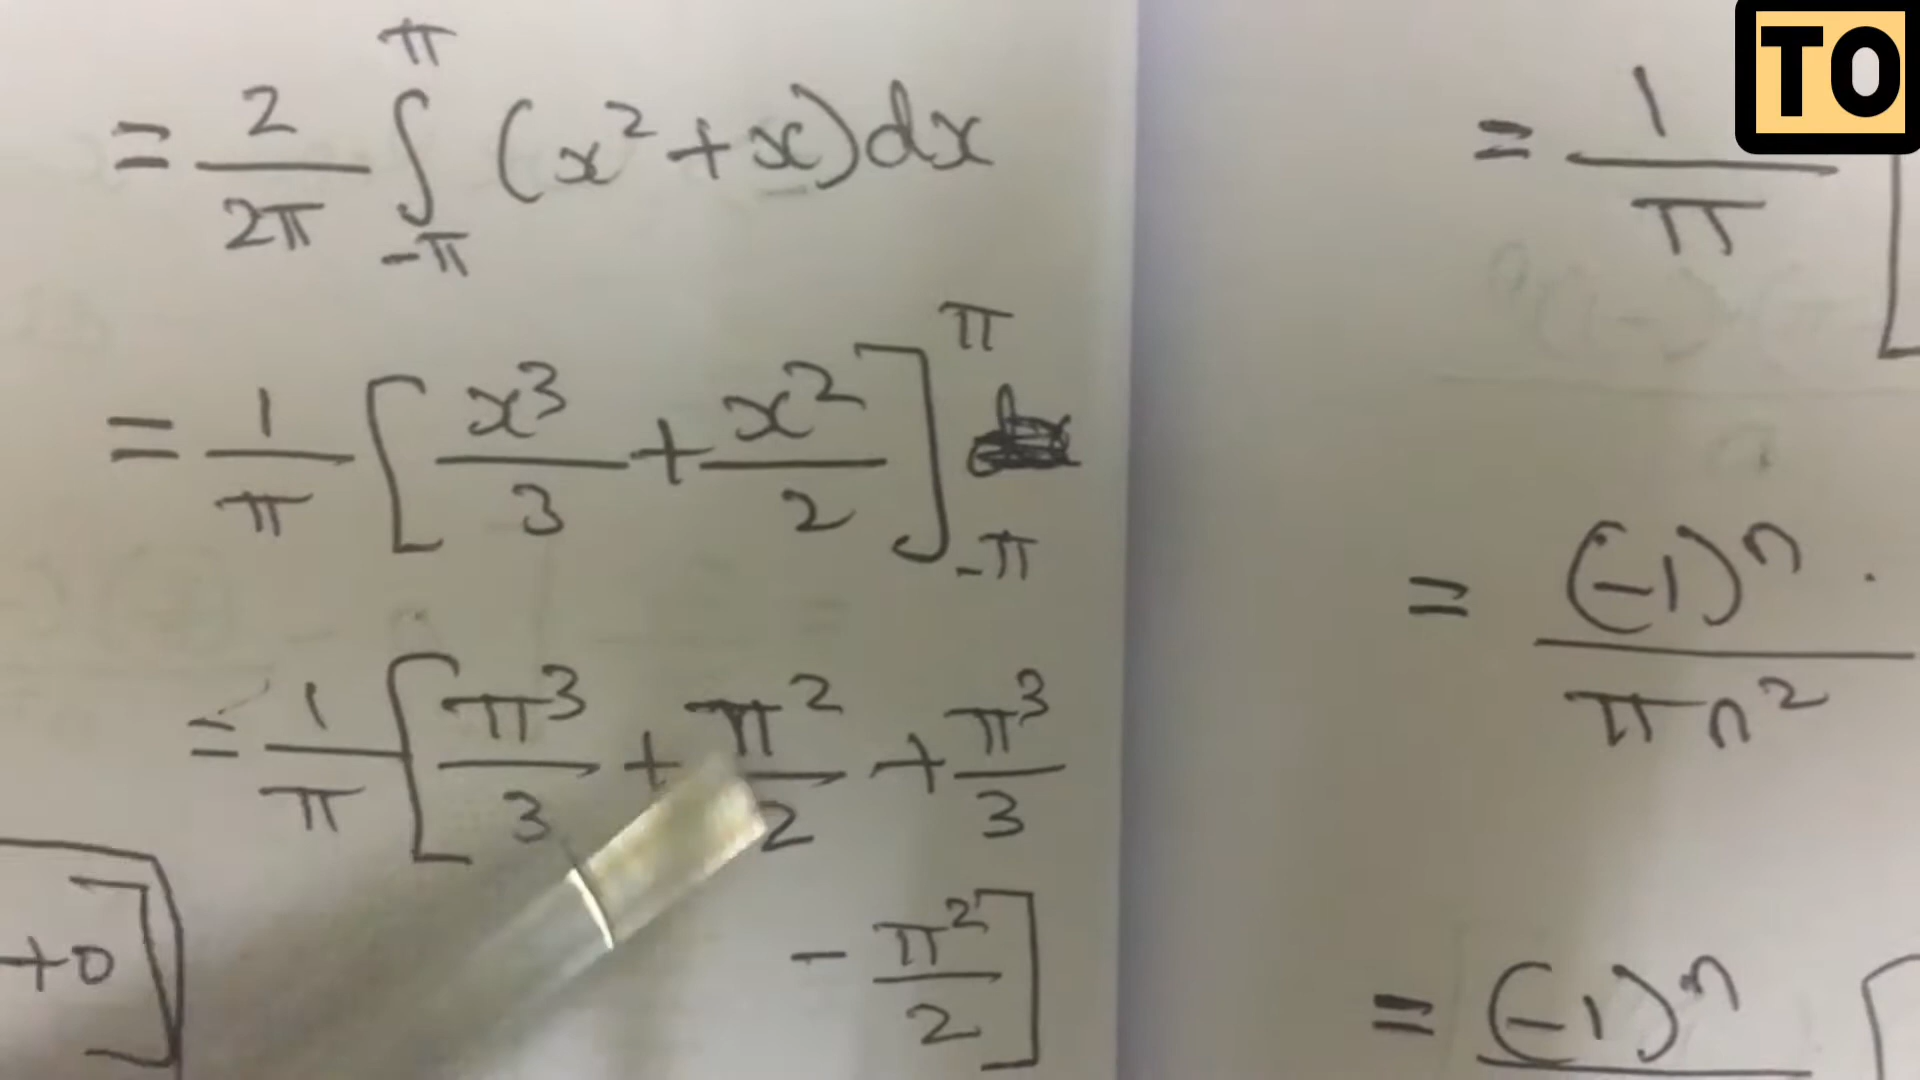 = 2/2π ∫_{-π}^{π} (x² + x) dx
= 1/π [x³/3 + x²/2]_{-π}^{π}
= 1/π [π³/3 + π²/2 + π³/3
- π²/2]
+0]
TO
= 1/π [
= (-1)ⁿ . / πn²
= (-1)ⁿ [